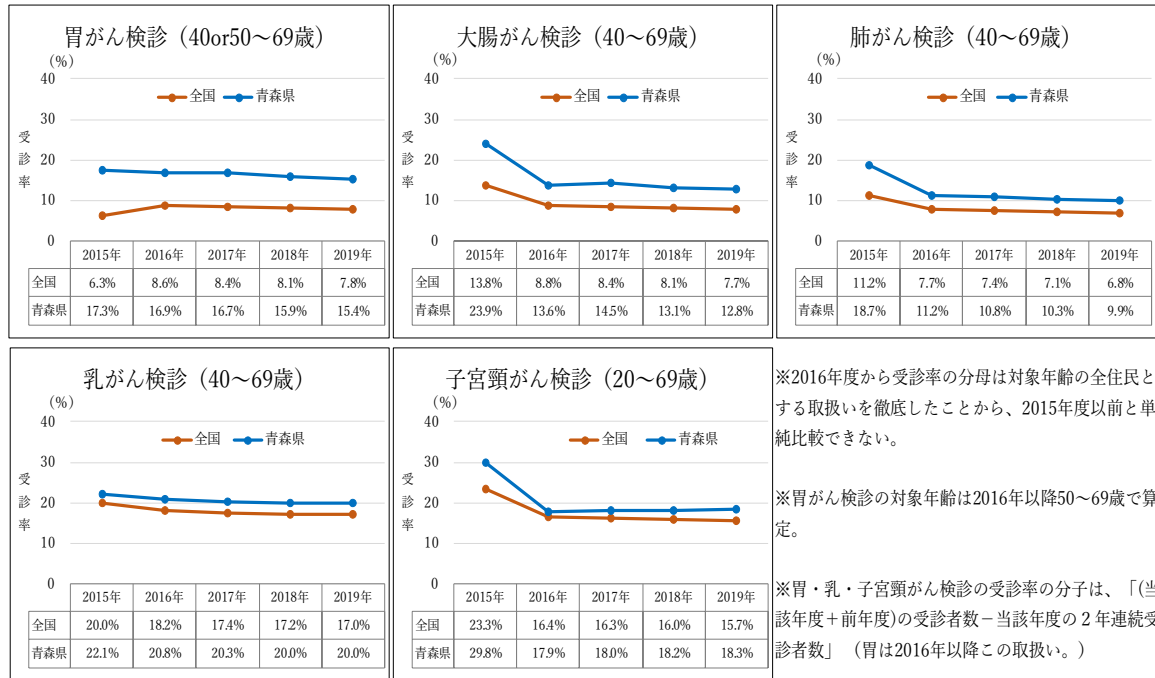 胃がん検診（40or50～69歳）
(%)
40
30
20
10
0
受診率
全国 青森県
2015年 2016年 2017年 2018年 2019年
全国 6.3% 8.6% 8.4% 8.1% 7.8%
青森県 17.3% 16.9% 16.7% 15.9% 15.4%
大腸がん検診（40～69歳）
(%)
40
30
20
10
0
受診率
全国 青森県
2015年 2016年 2017年 2018年 2019年
全国 13.8% 8.8% 8.4% 8.1% 7.7%
青森県 23.9% 13.6% 14.5% 13.1% 12.8%
肺がん検診（40～69歳）
(%)
40
30
20
10
0
受診率
全国 青森県
2015年 2016年 2017年 2018年 2019年
全国 11.2% 7.7% 7.4% 7.1% 6.8%
青森県 18.7% 11.2% 10.8% 10.3% 9.9%
乳がん検診（40～69歳）
(%)
40
30
20
10
0
受診率
全国 青森県
2015年 2016年 2017年 2018年 2019年
全国 20.0% 18.2% 17.4% 17.2% 17.0%
青森県 22.1% 20.8% 20.3% 20.0% 20.0%
子宮頸がん検診（20～69歳）
(%)
40
30
20
10
0
受診率
全国 青森県
2015年 2016年 2017年 2018年 2019年
全国 23.3% 16.4% 16.3% 16.0% 15.7%
青森県 29.8% 17.9% 18.0% 18.2% 18.3%
※2016年度から受診率の分母は対象年齢の全住民と
する取扱いを徹底したことから、2015年度以前と単
純比較できない。
※胃がん検診の対象年齢は2016年以降50～69歳で算
定。
※胃・乳・子宮頸がん検診の受診率の分子は、「(当
該年度＋前年度)の受診者数－当該年度の２年連続受
診者数」（胃は2016年以降この取扱い。）